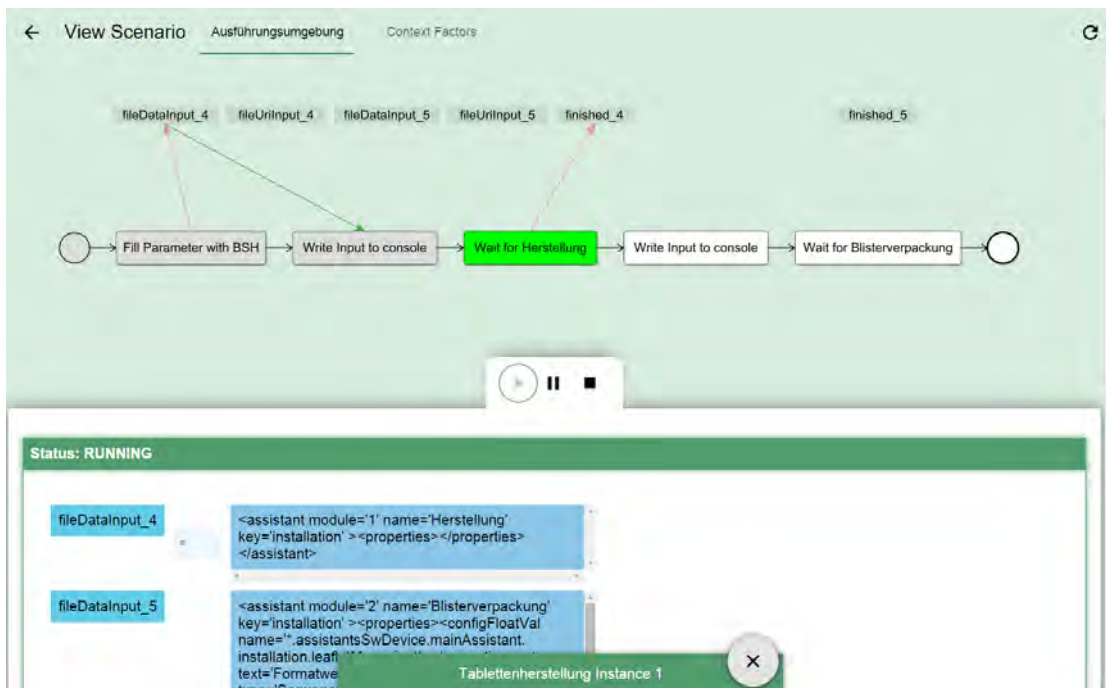 View Scenario Ausführungsumgebung Context Factors
fileDataInput_4 fileUriInput_4 fileDataInput_5 fileUriInput_5 finished_4 finished_5
Fill Parameter with BSH Write Input to console Wait for Herstellung Write Input to console Wait for Blisterverpackung
Status: RUNNING
fileDataInput_4
=
<assistant module='1' name='Herstellung'
key='installation' ><properties></properties>
</assistant>
fileDataInput_5
<assistant module='2' name='Blisterverpackung'
key='installation' ><properties><configFloatVal
name='*.assistantsSwDevice.mainAssistant.
text='Formatwe
Tablettenherstellung Instance 1